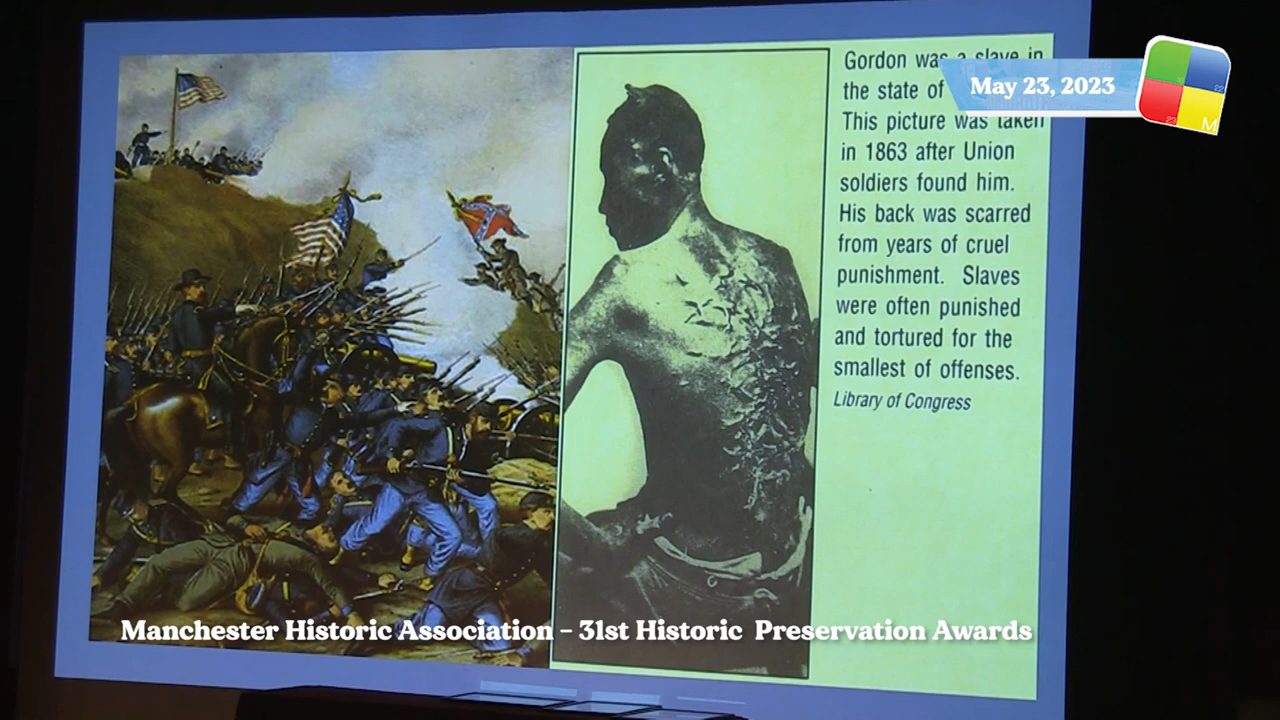 Gordon was a slave in
the state of
This picture was taken
in 1863 after Union
soldiers found him.
His back was scarred
from years of cruel
punishment. Slaves
were often punished
and tortured for the
smallest of offenses.
Library of Congress
May 23, 2023
22
23
M
Manchester Historic Association – 31st Historic Preservation Awards